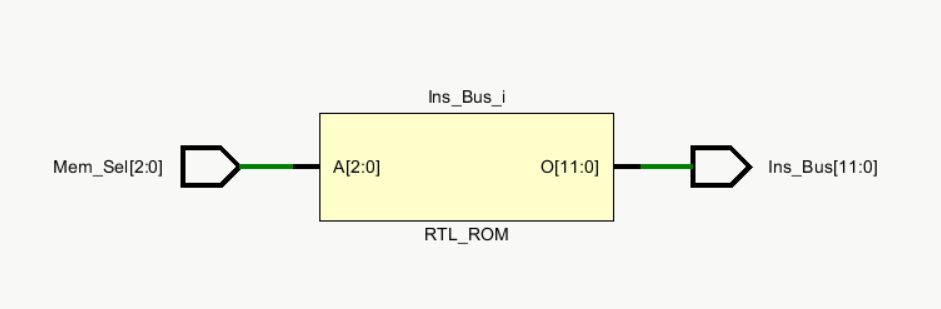 Ins_Bus_i
Mem_Sel[2:0]
A[2:0]
O[11:0]
Ins_Bus[11:0]
RTL_ROM